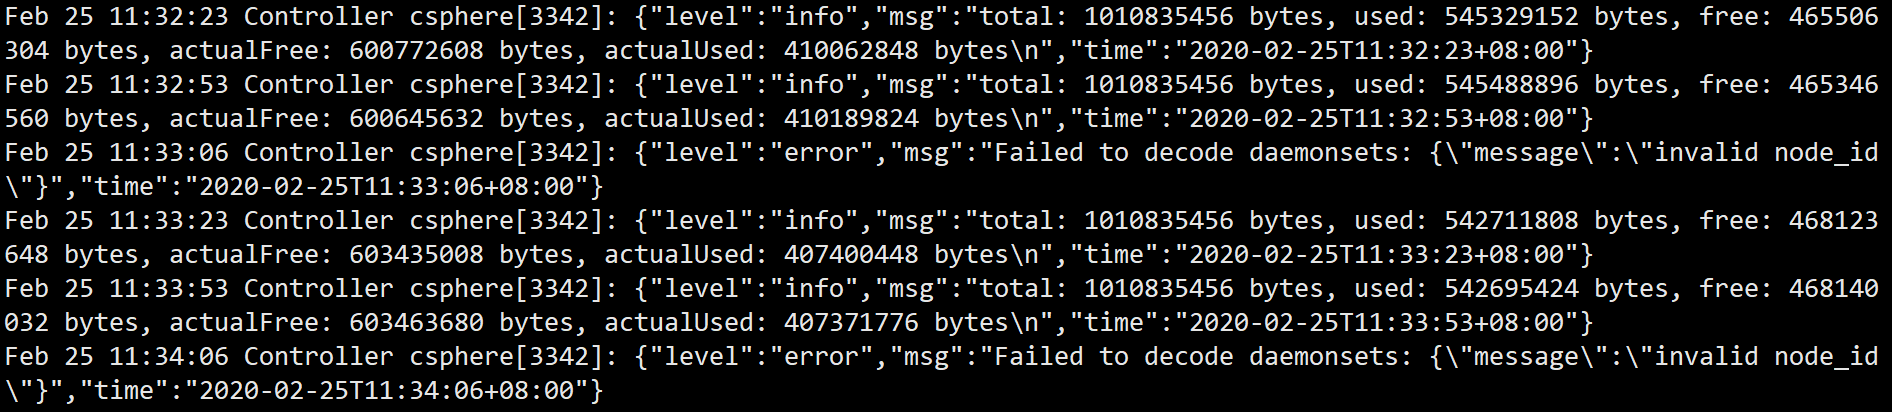 Feb 25 11:32:23 Controller csphere[3342]: {"level":"info","msg":"total: 1010835456 bytes, used: 545329152 bytes, free: 465506
304 bytes, actualFree: 600772608 bytes, actualUsed: 410062848 bytes\n","time":"2020-02-25T11:32:23+08:00"}
Feb 25 11:32:53 Controller csphere[3342]: {"level":"info","msg":"total: 1010835456 bytes, used: 545488896 bytes, free: 465346
560 bytes, actualFree: 600645632 bytes, actualUsed: 410189824 bytes\n","time":"2020-02-25T11:32:53+08:00"}
Feb 25 11:33:06 Controller csphere[3342]: {"level":"error","msg":"Failed to decode daemonsets: {\"message\":\"invalid node_id
\"}","time":"2020-02-25T11:33:06+08:00"}
Feb 25 11:33:23 Controller csphere[3342]: {"level":"info","msg":"total: 1010835456 bytes, used: 542711808 bytes, free: 468123
648 bytes, actualFree: 603435008 bytes, actualUsed: 407400448 bytes\n","time":"2020-02-25T11:33:23+08:00"}
Feb 25 11:33:53 Controller csphere[3342]: {"level":"info","msg":"total: 1010835456 bytes, used: 542695424 bytes, free: 468140
032 bytes, actualFree: 603463680 bytes, actualUsed: 407371776 bytes\n","time":"2020-02-25T11:33:53+08:00"}
Feb 25 11:34:06 Controller csphere[3342]: {"level":"error","msg":"Failed to decode daemonsets: {\"message\":\"invalid node_id
\"}","time":"2020-02-25T11:34:06+08:00"}